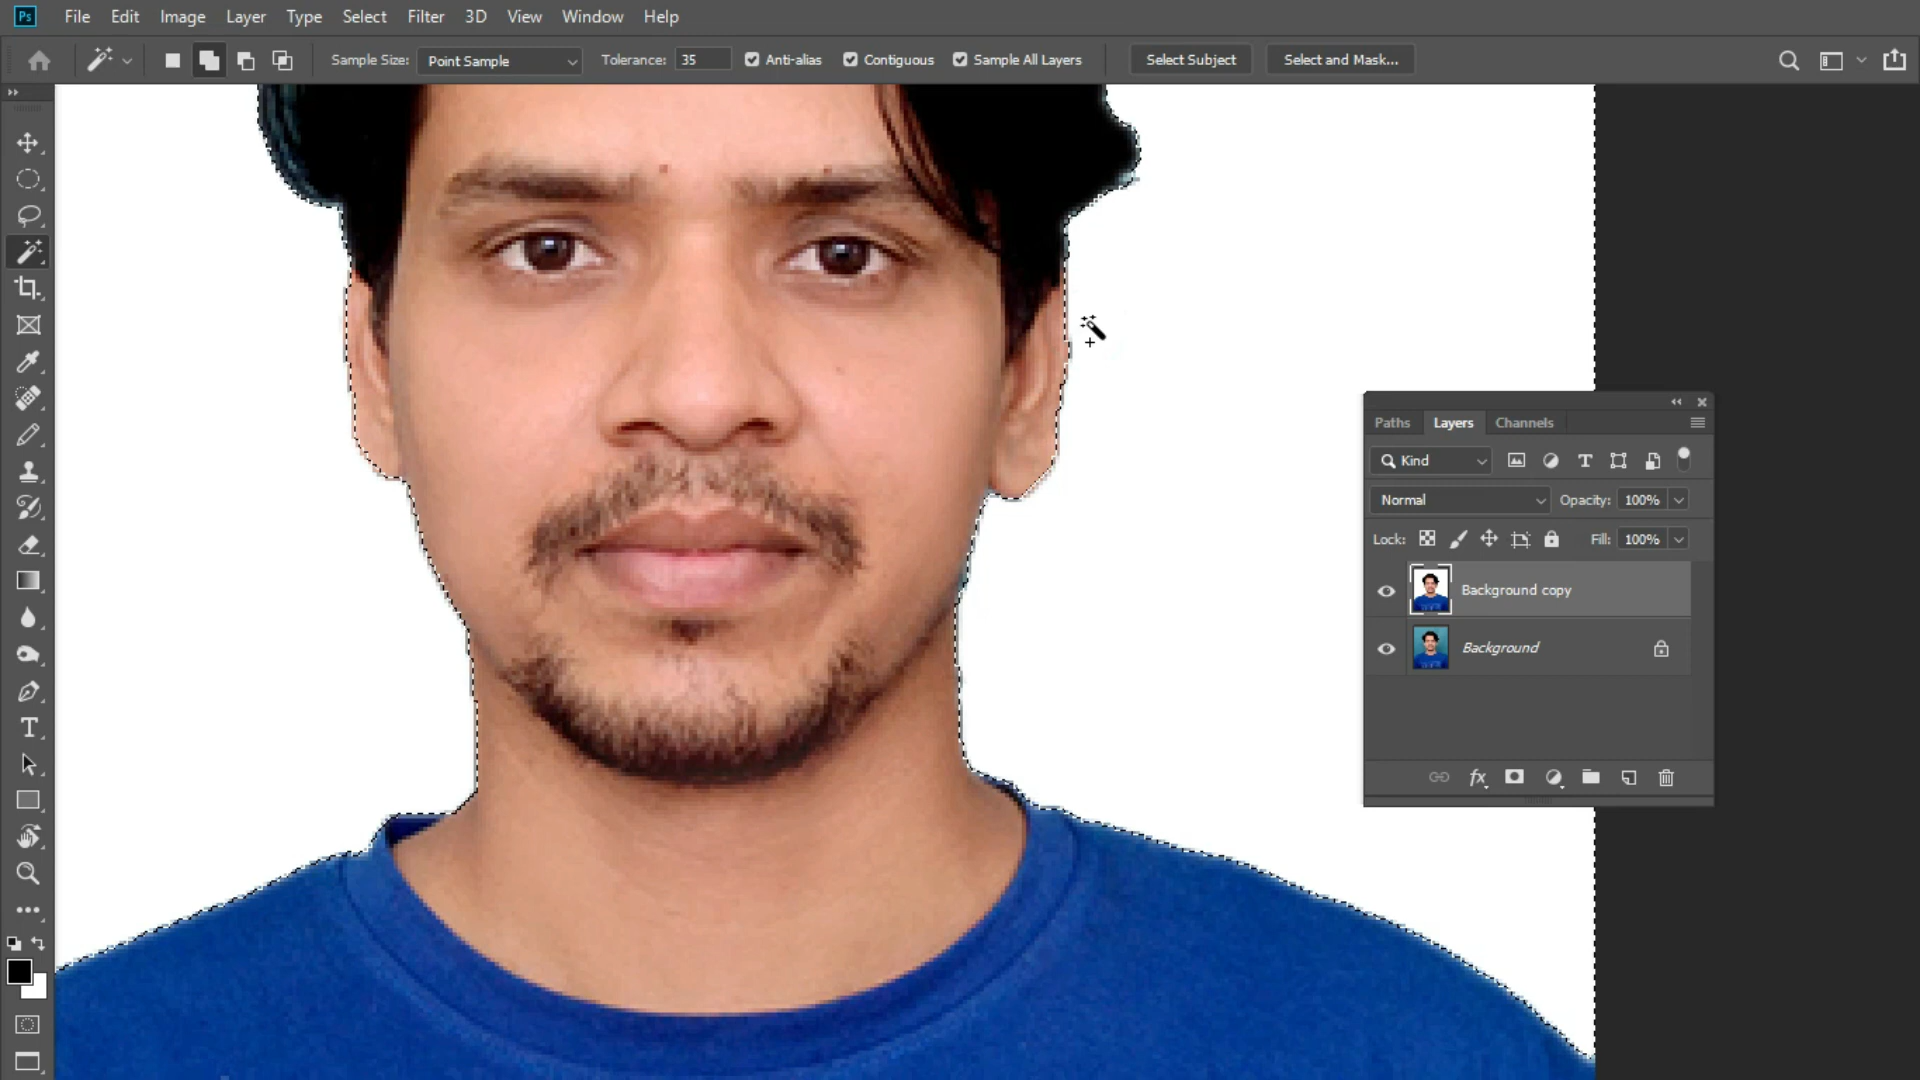 Ps File Edit Image Layer Type Select Filter 3D View Window Help
Sample Size: Point Sample Tolerance: 35 Anti-alias Contiguous Sample All Layers Select Subject Select and Mask...
Paths Layers Channels
Kind
Normal Opacity: 100%
Lock: Fill: 100%
Background copy
Background
fx